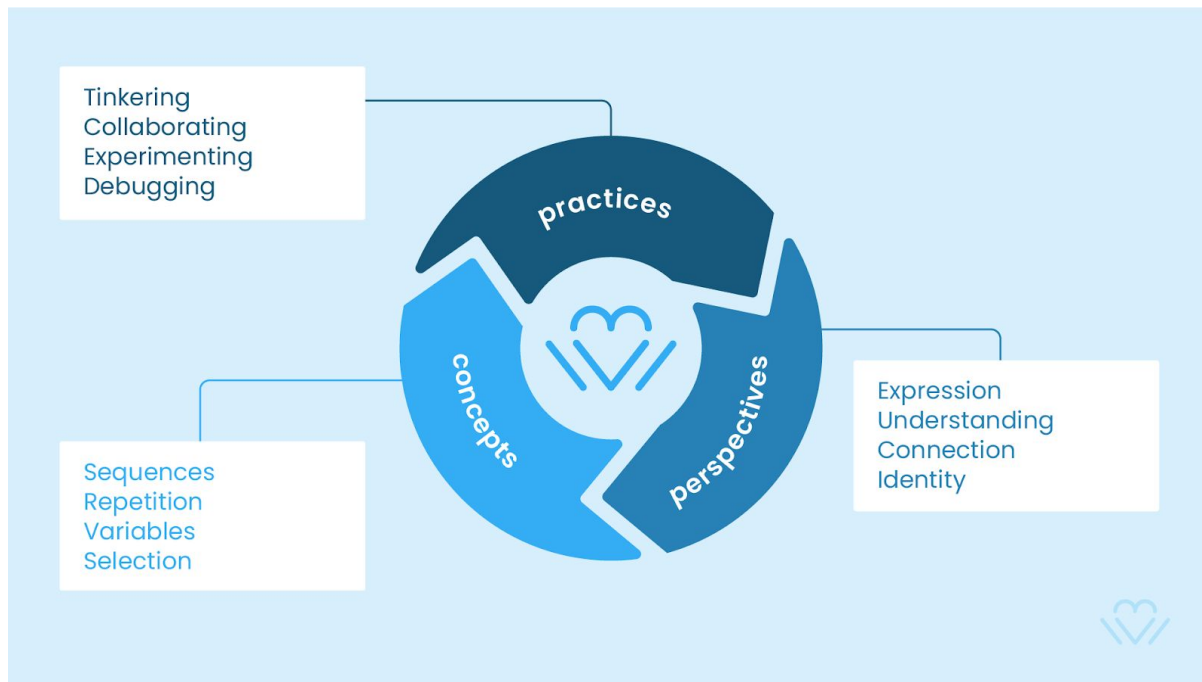 Tinkering
Collaborating
Experimenting
Debugging
practices
concepts
perspectives
Expression
Understanding
Connection
Identity
Sequences
Repetition
Variables
Selection